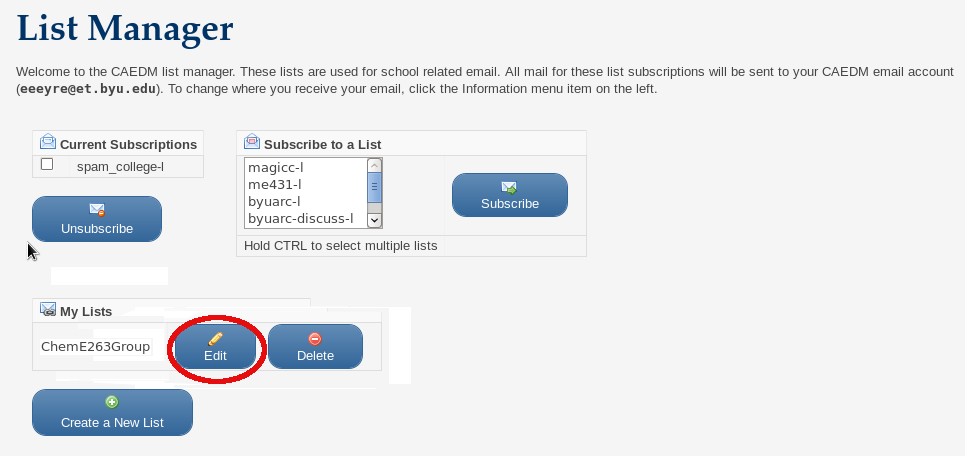 List Manager
Welcome to the CAEDM list manager. These lists are used for school related email. All mail for these list subscriptions will be sent to your CAEDM email account
(eeeyre@et.byu.edu). To change where you receive your email, click the Information menu item on the left.
Current Subscriptions
spam_college-l
Unsubscribe
Subscribe to a List
magicc-l
me431-l
byuarc-l
byuarc-discuss-l
Subscribe
Hold CTRL to select multiple lists
My Lists
ChemE263Group
Edit
Delete
Create a New List